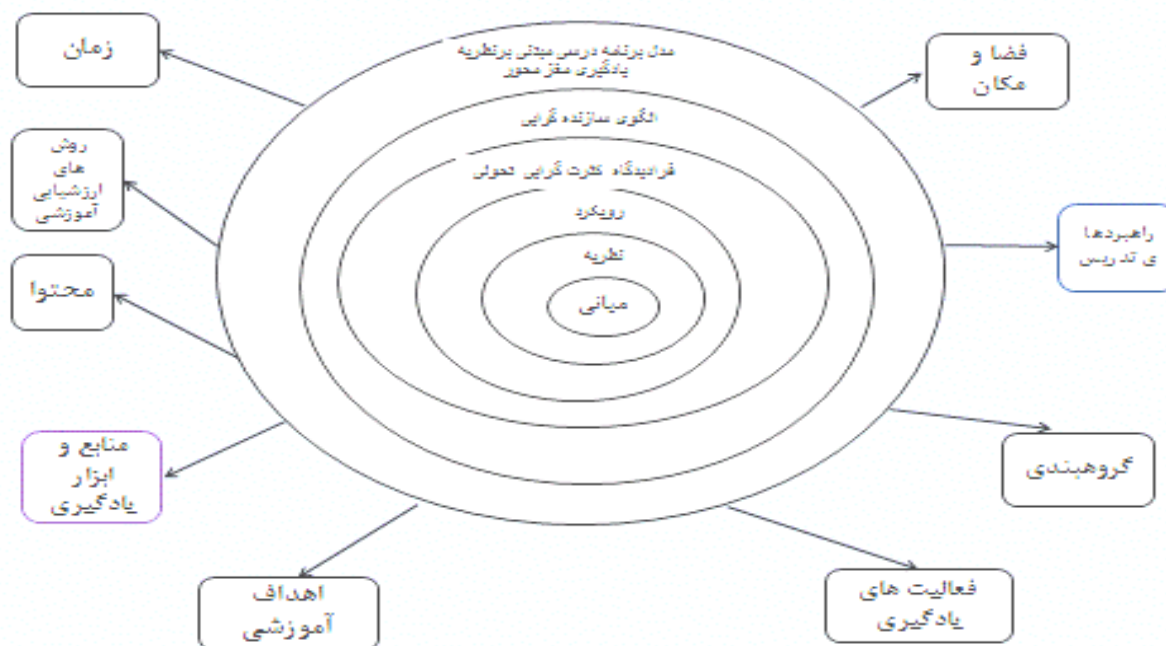 زمان
فضا و
مکان
مدل برنامه درسی مبتنی برنظریه
یادگیری مغز محور
الگوی سازنده گرایی
فرادیدگاه کثرت گرایی تحولی
رویکرد
نظریه
میانی
روش
های
ارزشیابی
آموزشی
راهبردها
ی تدریس
محتوا
منابع و
ابزار
یادگیری
گروهبندی
اهداف
آموزشی
فعالیت های
یادگیری